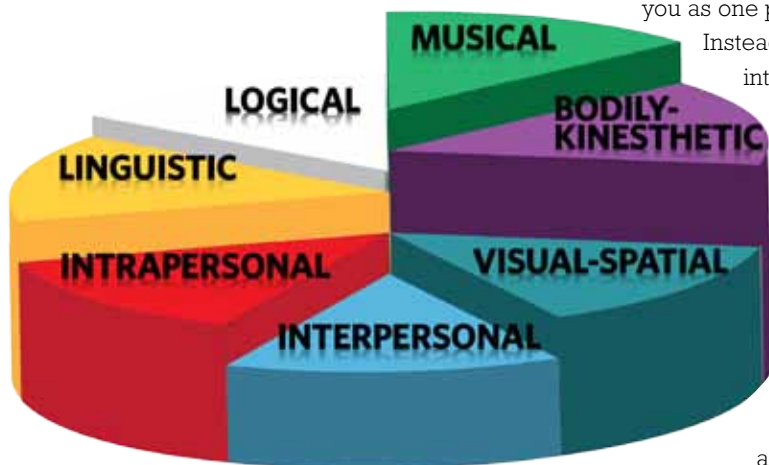 you as one p
Instea
int
MUSICAL
LOGICAL
BODILY-
KINESTHETIC
LINGUISTIC
INTRAPERSONAL
VISUAL-SPATIAL
INTERPERSONAL
a